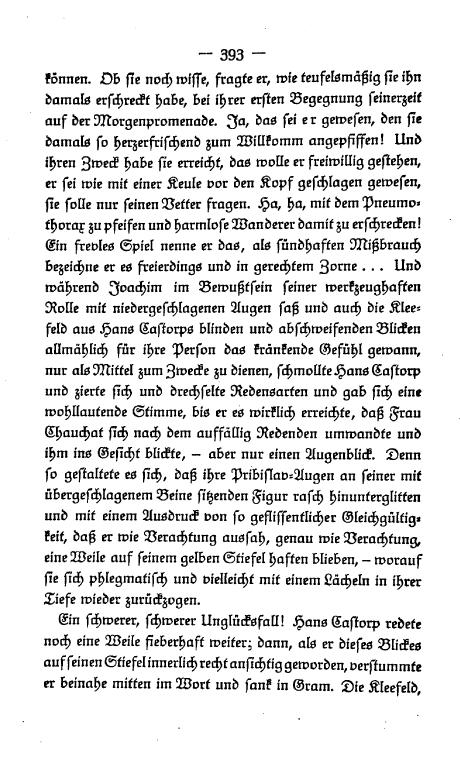 — 393 —
können. Ob sie noch wisse, fragte er, wie teufelsmäßig sie ihn
damals erschreckt habe, bei ihrer ersten Begegnung seinerzeit
auf der Morgenpromenade. Ja, das sei er gewesen, den sie
damals so herzerfrischend zum Willkomm angepfiffen! Und
ihren Zweck habe sie erreicht, das wolle er freiwillig gestehen,
er sei wie mit einer Keule vor den Kopf geschlagen gewesen,
sie solle nur seinen Vetter fragen. Ha, ha, mit dem Pneumo-
thorax zu pfeifen und harmlose Wanderer damit zu erschrecken!
Ein frevles Spiel nenne er das, als sündhaften Mißbrauch
bezeichne er es freierdings und in gerechtem Zorne ... Und
während Joachim im Bewußtsein seiner werkzeughaften
Rolle mit niedergeschlagenen Augen saß und auch die Klee-
feld aus Hans Castorps blinden und abschweifenden Blicken
allmählich für ihre Person das kränkende Gefühl gewann,
nur als Mittel zum Zwecke zu dienen, schmollte Hans Castorp
und zierte sich und drechselte Redensarten und gab sich eine
wohllautende Stimme, bis er es wirklich erreichte, daß Frau
Chauchat sich nach dem auffällig Redenden umwandte und
ihm ins Gesicht blickte, – aber nur einen Augenblick. Denn
so gestaltete es sich, daß ihre Pribislav-Augen an seiner mit
übergeschlagenem Beine sitzenden Figur rasch hinunterglitten
und mit einem Ausdruck von so geflissentlicher Gleichgültig-
keit, daß er wie Verachtung aussah, genau wie Verachtung,
eine Weile auf seinem gelben Stiefel haften blieben, – worauf
sie sich phlegmatisch und vielleicht mit einem Lächeln in ihrer
Tiefe wieder zurückzogen.
Ein schwerer, schwerer Unglücksfall! Hans Castorp redete
noch eine Weile fieberhaft weiter; dann, als er dieses Blickes
auf seinen Stiefel innerlich recht ansichtig geworden, verstummte
er beinahe mitten im Wort und sank in Gram. Die Kleefeld,